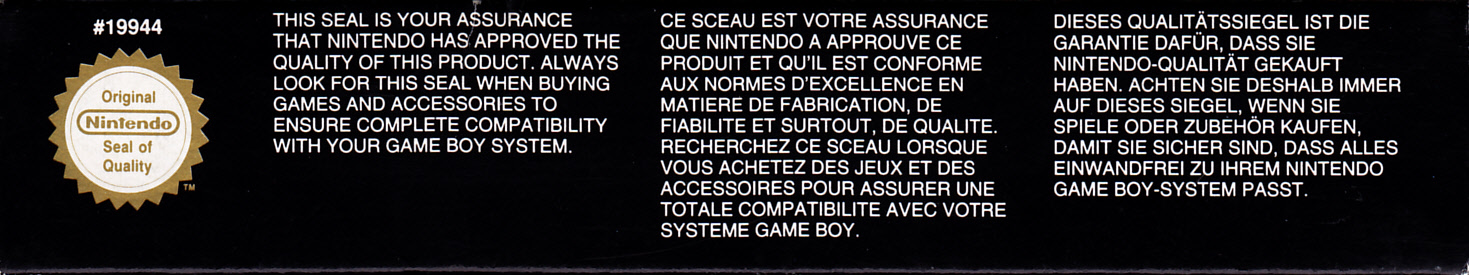 #19944
Original
Nintendo
Seal of
Quality
TM
THIS SEAL IS YOUR ASSURANCE
THAT NINTENDO HAS APPROVED THE
QUALITY OF THIS PRODUCT. ALWAYS
LOOK FOR THIS SEAL WHEN BUYING
GAMES AND ACCESSORIES TO
ENSURE COMPLETE COMPATIBILITY
WITH YOUR GAME BOY SYSTEM.
CE SCEAU EST VOTRE ASSURANCE
QUE NINTENDO A APPROUVE CE
PRODUIT ET QU'IL EST CONFORME
AUX NORMES D'EXCELLENCE EN
MATIERE DE FABRICATION, DE
FIABILITE ET SURTOUT, DE QUALITE.
RECHERCHEZ CE SCEAU LORSQUE
VOUS ACHETEZ DES JEUX ET DES
ACCESSOIRES POUR ASSURER UNE
TOTALE COMPATIBILITE AVEC VOTRE
SYSTEME GAME BOY.
DIESES QUALITÄTSSIEGEL IST DIE
GARANTIE DAFÜR, DASS SIE
NINTENDO-QUALITÄT GEKAUFT
HABEN. ACHTEN SIE DESHALB IMMER
AUF DIESES SIEGEL, WENN SIE
SPIELE ODER ZUBEHÖR KAUFEN,
DAMIT SIE SICHER SIND, DASS ALLES
EINWANDFREI ZU IHREM NINTENDO
GAME BOY-SYSTEM PASST.